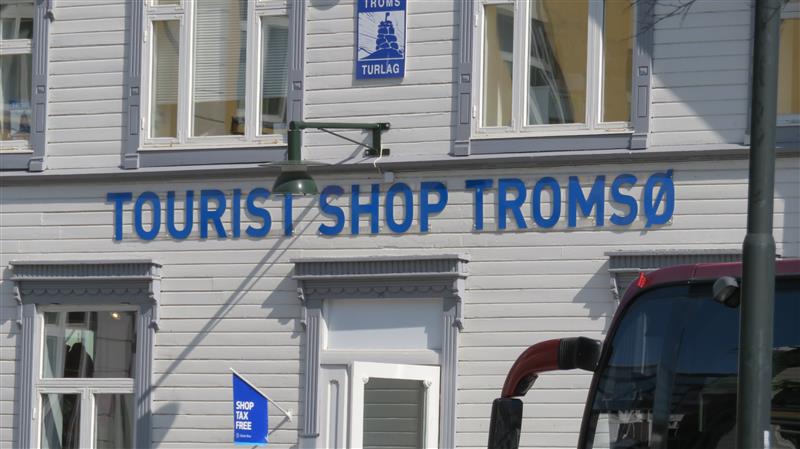 TROMS
TURLAG
TOURIST SHOP TROMSØ
SHOP
TAX
FREE